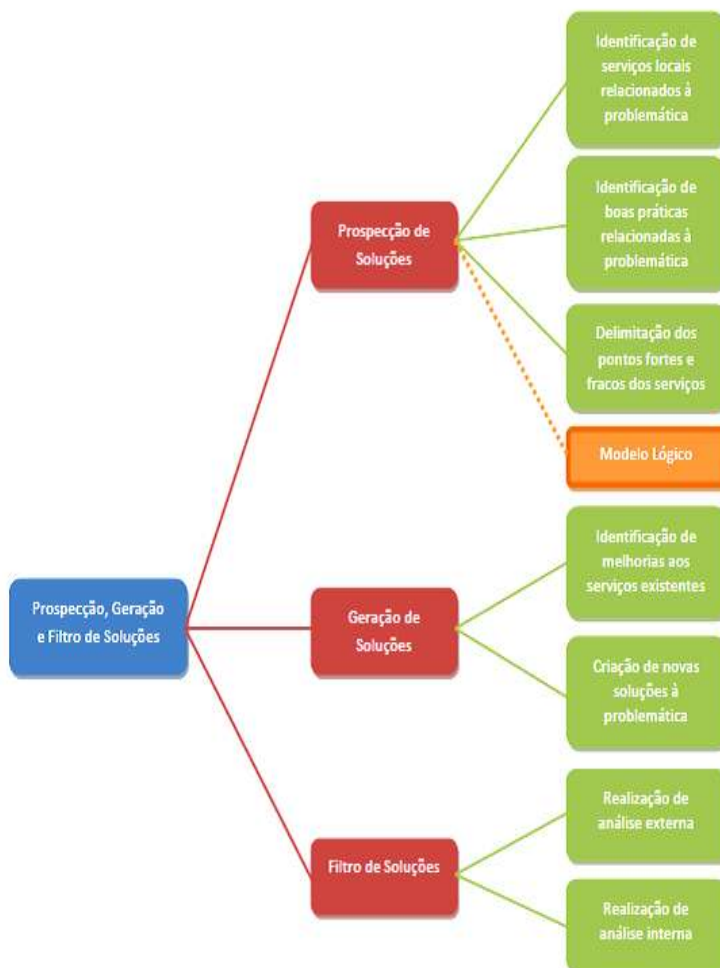 Identificação de
serviços locais
relacionados à
problemática
Identificação de
boas práticas
relacionadas à
problemática
Prospecção de
Soluções
Delimitação dos
pontos fortes e
fracos dos serviços
Modelo Lógico
Identificação de
melhorias aos
serviços existentes
Prospecção, Geração
e Filtro de Soluções
Geração de
Soluções
Criação de novas
soluções à
problemática
Realização de
análise externa
Filtro de Soluções
Realização de
análise interna